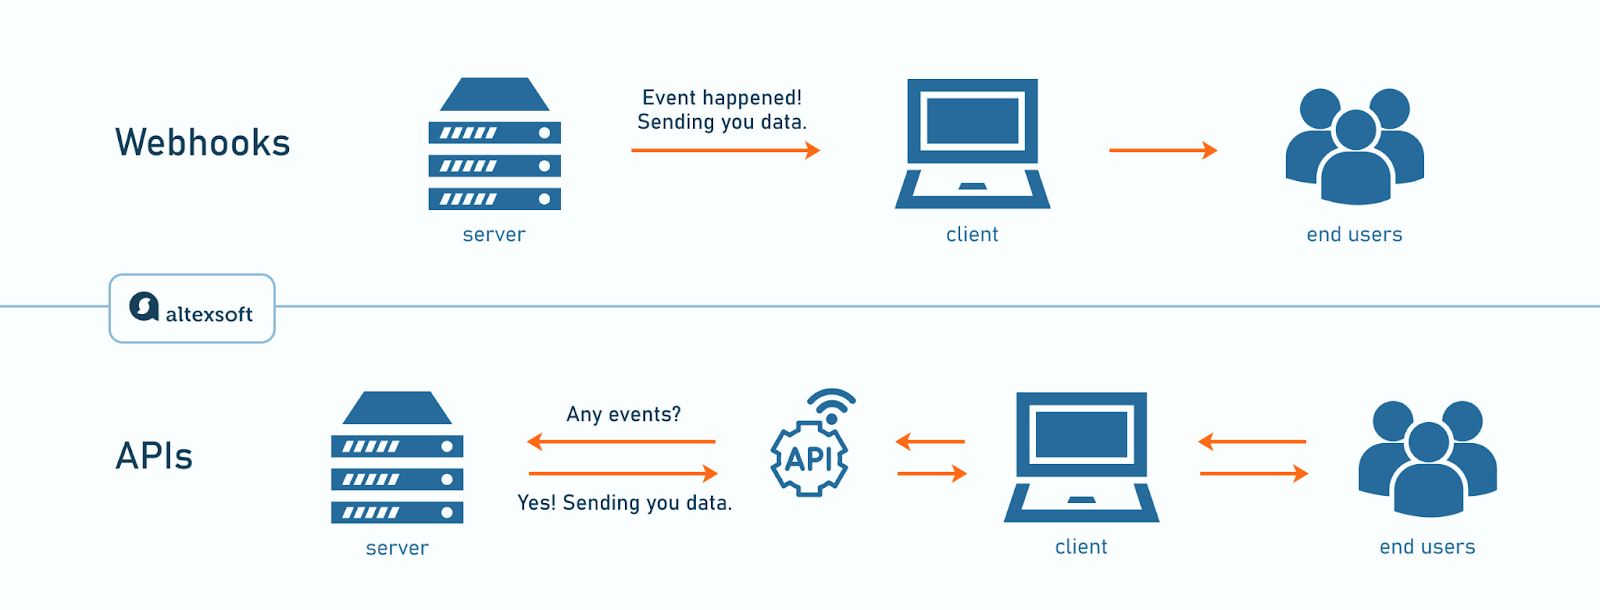 Webhooks
Event happened!
Sending you data.
server
client
end users
altexsoft
APIs
Any events?
Yes! Sending you data.
API
server
client
end users